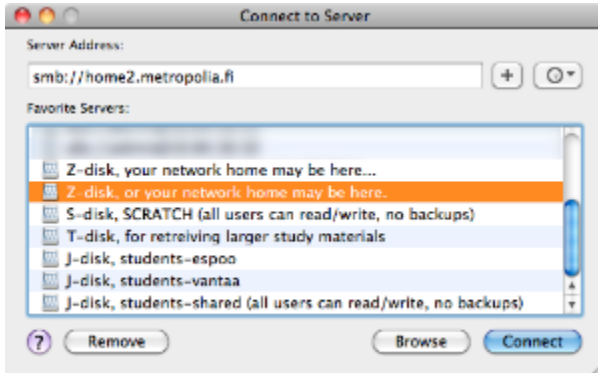 Connect to Server
Server Address:
smb://home2.metropolia.fi
Favorite Servers:
Z-disk, your network home may be here...
Z-disk, or your network home may be here.
S-disk, SCRATCH (all users can read/write, no backups)
T-disk, for retreiving larger study materials
J-disk, students-espoo
J-disk, students-vantaa
J-disk, students-shared (all users can read/write, no backups)
? Remove Browse Connect